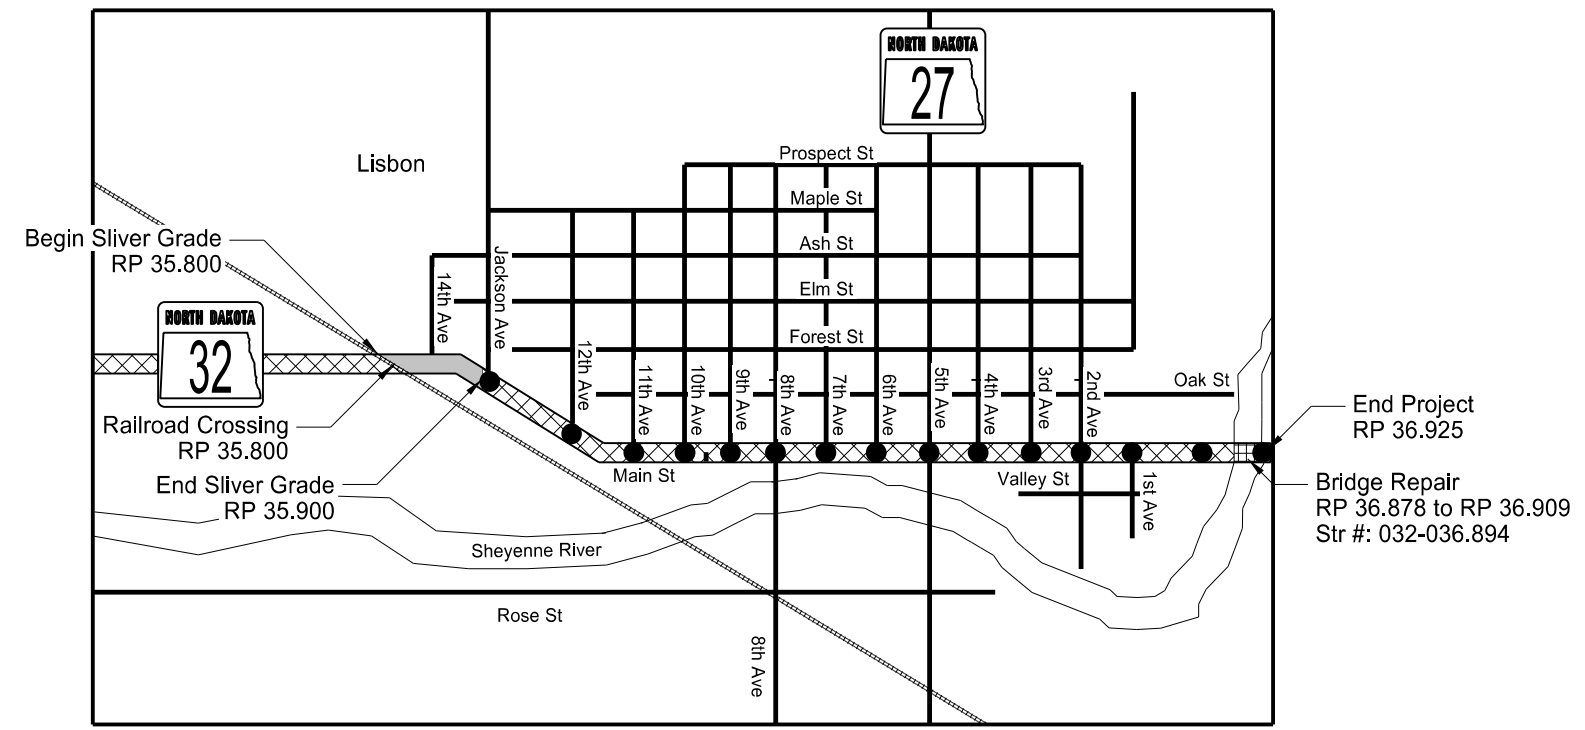 NORTH DAKOTA
27
Prospect St
Lisbon
Maple St
Begin Sliver Grade
RP 35.800
Ash St
Jackson Ave
14th Ave
Elm St
NORTH DAKOTA
32
Forest St
12th Ave
11th Ave
10th Ave
9th Ave
8th Ave
7th Ave
6th Ave
5th Ave
4th Ave
3rd Ave
2nd Ave
Oak St
End Project
RP 36.925
Railroad Crossing
RP 35.800
Main St
Valley St
1st Ave
End Sliver Grade
RP 35.900
Bridge Repair
RP 36.878 to RP 36.909
Str #: 032-036.894
Sheyenne River
Rose St
8th Ave